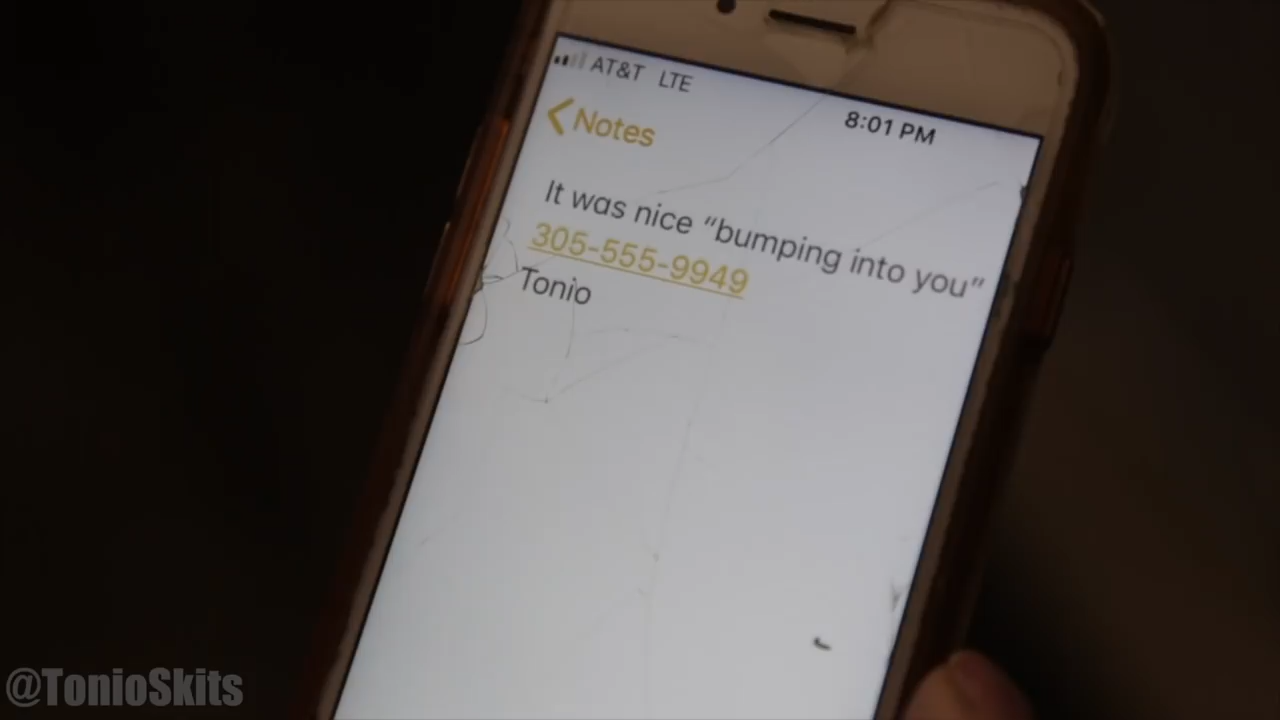 AT&T LTE
8:01 PM
Notes
It was nice “bumping into you”
305-555-9949
Tonio
@TonioSkits